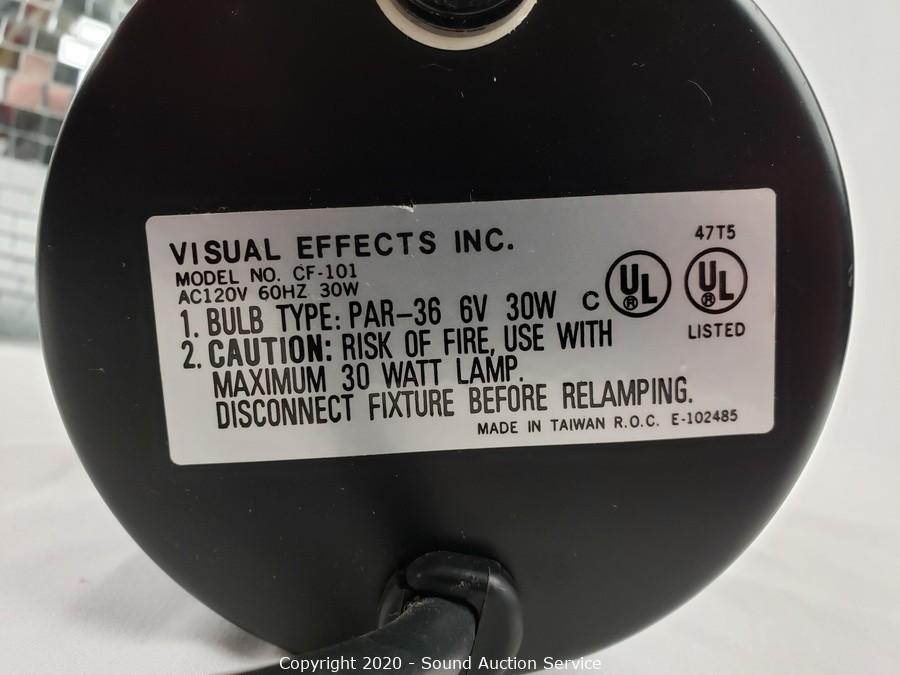 VISUAL EFFECTS INC.
47T5
MODEL NO. CF-101
AC120V 60HZ 30W
C UL ® UL ®
LISTED
1. BULB TYPE: PAR-36 6V 30W
2. CAUTION: RISK OF FIRE, USE WITH
MAXIMUM 30 WATT LAMP.
DISCONNECT FIXTURE BEFORE RELAMPING.
MADE IN TAIWAN R.O.C. E-102485
Copyright 2020 - Sound Auction Service